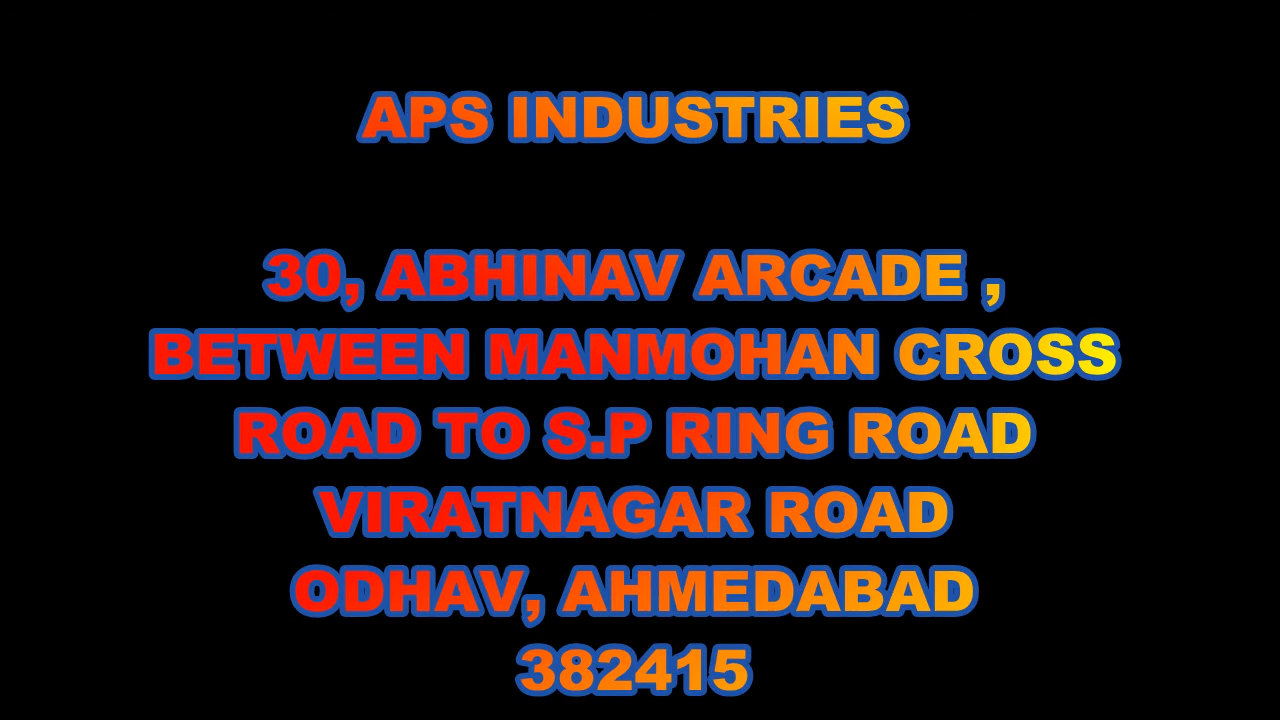 APS INDUSTRIES
30, ABHINAV ARCADE ,
BETWEEN MANMOHAN CROSS
ROAD TO S.P RING ROAD
VIRATNAGAR ROAD
ODHAV, AHMEDABAD
382415